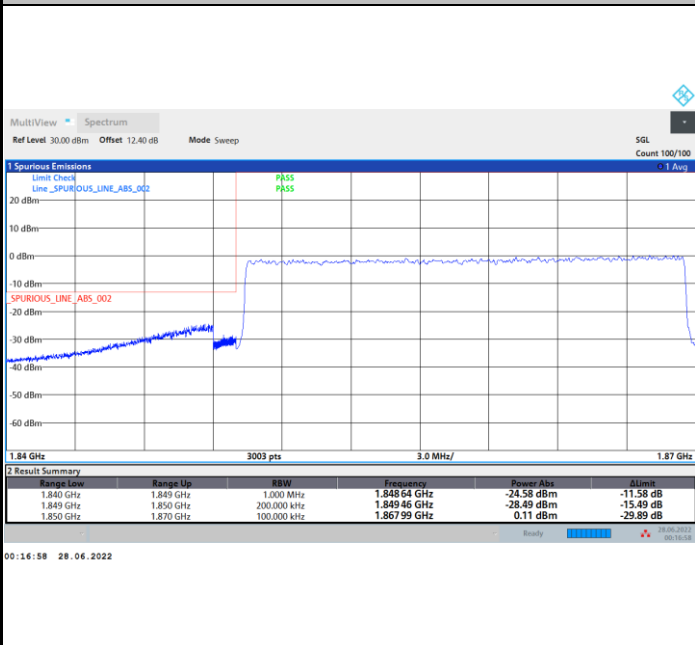 MultiView Spectrum
Ref Level 30.00 dBm Offset 12.40 dB Mode Sweep SGL
Count 100/100
1 Spurious Emissions 1 Avg
Limit Check PASS
Line _SPURIOUS_LINE_ABS_002 PASS
20 dBm
10 dBm
0 dBm
-10 dBm
_SPURIOUS_LINE_ABS_002
-20 dBm
-30 dBm
-40 dBm
-50 dBm
-60 dBm
1.84 GHz 3003 pts 3.0 MHz/ 1.87 GHz
2 Result Summary
Range Low Range Up RBW Frequency Power Abs ΔLimit
1.840 GHz 1.849 GHz 1.000 MHz 1.848 64 GHz -24.58 dBm -11.58 dB
1.849 GHz 1.850 GHz 200.000 kHz 1.849 46 GHz -28.49 dBm -15.49 dB
1.850 GHz 1.870 GHz 100.000 kHz 1.867 99 GHz 0.11 dBm -29.89 dB
Ready 28.06.2022
00:16:58
00:16:58 28.06.2022